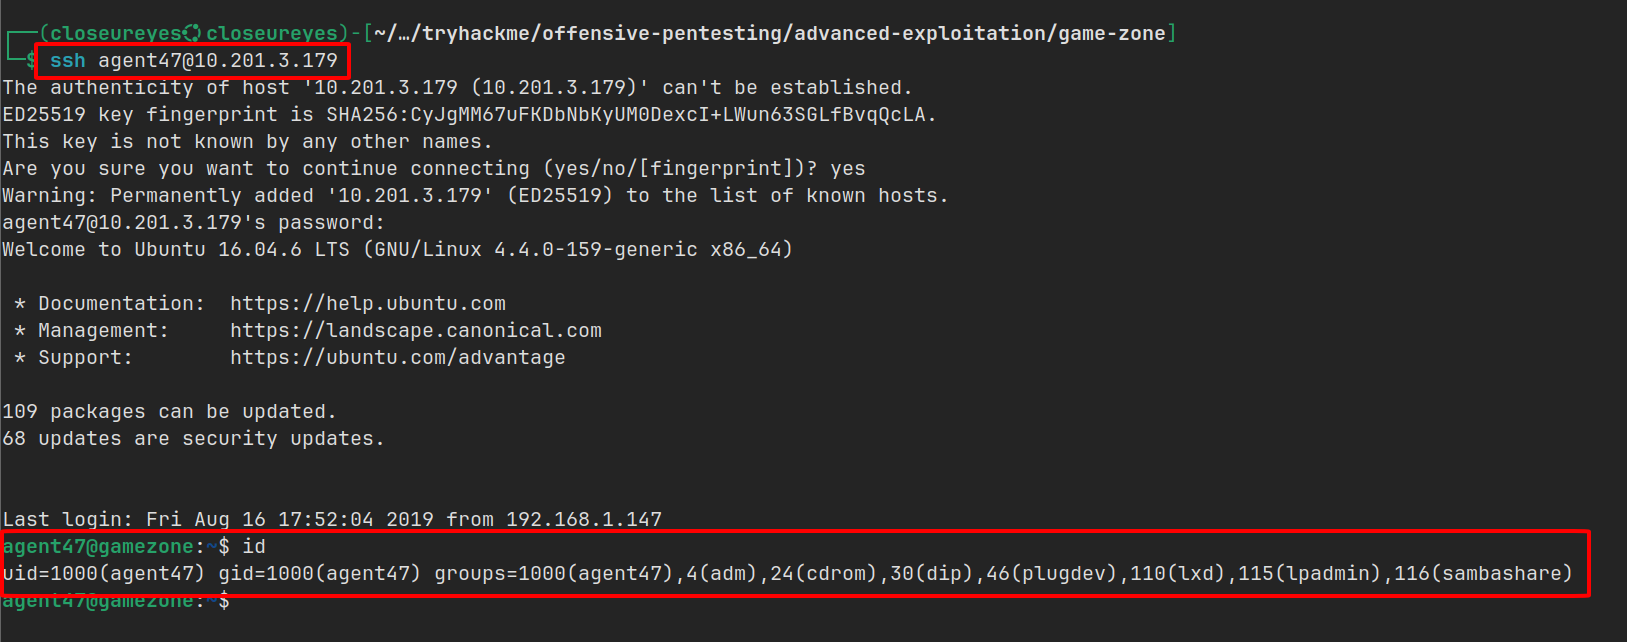 ┌──(closeureyes㉿closeureyes)-[~/…/tryhackme/offensive-pentesting/advanced-exploitation/game-zone]
└─$ ssh agent47@10.201.3.179
The authenticity of host '10.201.3.179 (10.201.3.179)' can't be established.
ED25519 key fingerprint is SHA256:CyJgMM67uFKDbNbKyUM0DexcI+LWun63SGLfBvqQcLA.
This key is not known by any other names.
Are you sure you want to continue connecting (yes/no/[fingerprint])? yes
Warning: Permanently added '10.201.3.179' (ED25519) to the list of known hosts.
agent47@10.201.3.179's password:
Welcome to Ubuntu 16.04.6 LTS (GNU/Linux 4.4.0-159-generic x86_64)
* Documentation:  https://help.ubuntu.com
* Management:     https://landscape.canonical.com
* Support:        https://ubuntu.com/advantage
109 packages can be updated.
68 updates are security updates.
Last login: Fri Aug 16 17:52:04 2019 from 192.168.1.147
agent47@gamezone:~$ id
uid=1000(agent47) gid=1000(agent47) groups=1000(agent47),4(adm),24(cdrom),30(dip),46(plugdev),110(lxd),115(lpadmin),116(sambashare)
agent47@gamezone:~$